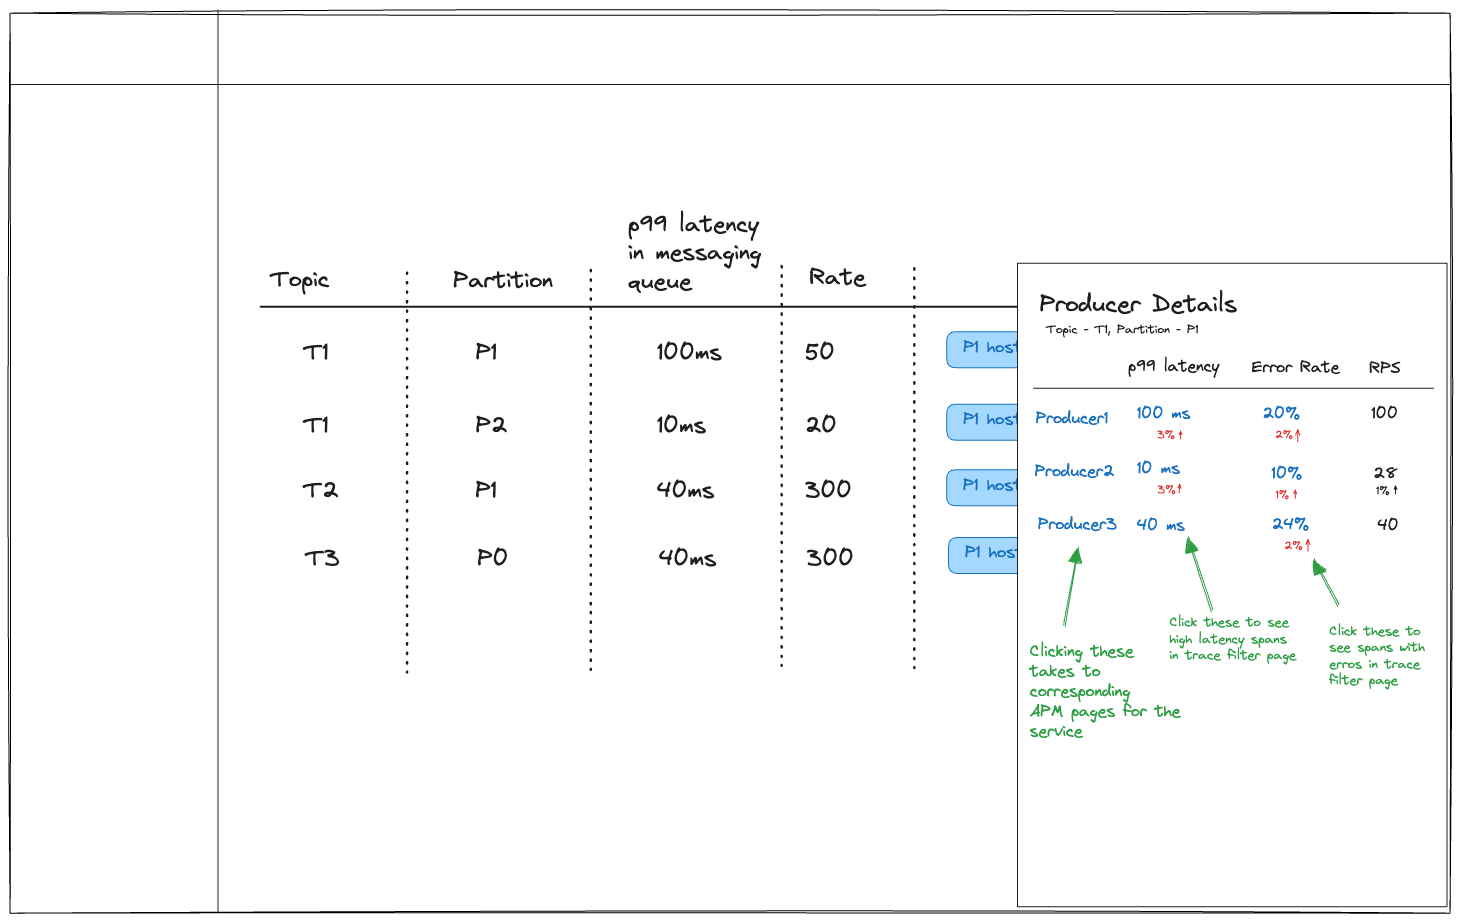 p99 latency
in messaging
queue
Topic
Partition
Rate
T1
P1
100ms
50
P1 host
T1
P2
10ms
20
P1 host
T2
P1
40ms
300
P1 host
T3
P0
40ms
300
P1 host
Producer Details
Topic - T1, Partition - P1
p99 latency
Error Rate
RPS
Producer1
100 ms
20%
100
3%↑
2%↑
Producer2
10 ms
10%
28
3%↑
1%↑
1%↑
Producer3
40 ms
24%
40
2%↑
Clicking these
takes to
corresponding
APM pages for the
service
Click these to see
high latency spans
in trace filter page
Click these to
see spans with
erros in trace
filter page